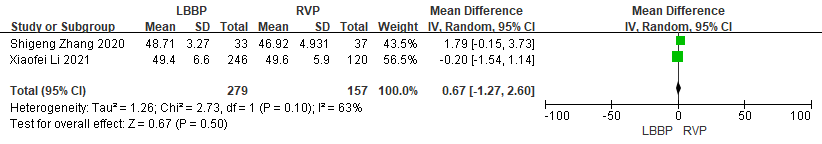 LBBP RVP Mean Difference Mean Difference
Study or Subgroup Mean SD Total Mean SD Total Weight IV, Random, 95% CI IV, Random, 95% CI
Shigeng Zhang 2020 48.71 3.27 33 46.92 4.931 37 43.5% 1.79 [-0.15, 3.73]
Xiaofei Li 2021 49.4 6.6 246 49.6 5.9 120 56.5% -0.20 [-1.54, 1.14]
Total (95% CI) 279 157 100.0% 0.67 [-1.27, 2.60]
Heterogeneity: Tau² = 1.26; Chi² = 2.73, df = 1 (P = 0.10); I² = 63%
Test for overall effect: Z = 0.67 (P = 0.50)
-100 -50 0 50 100
LBBP RVP